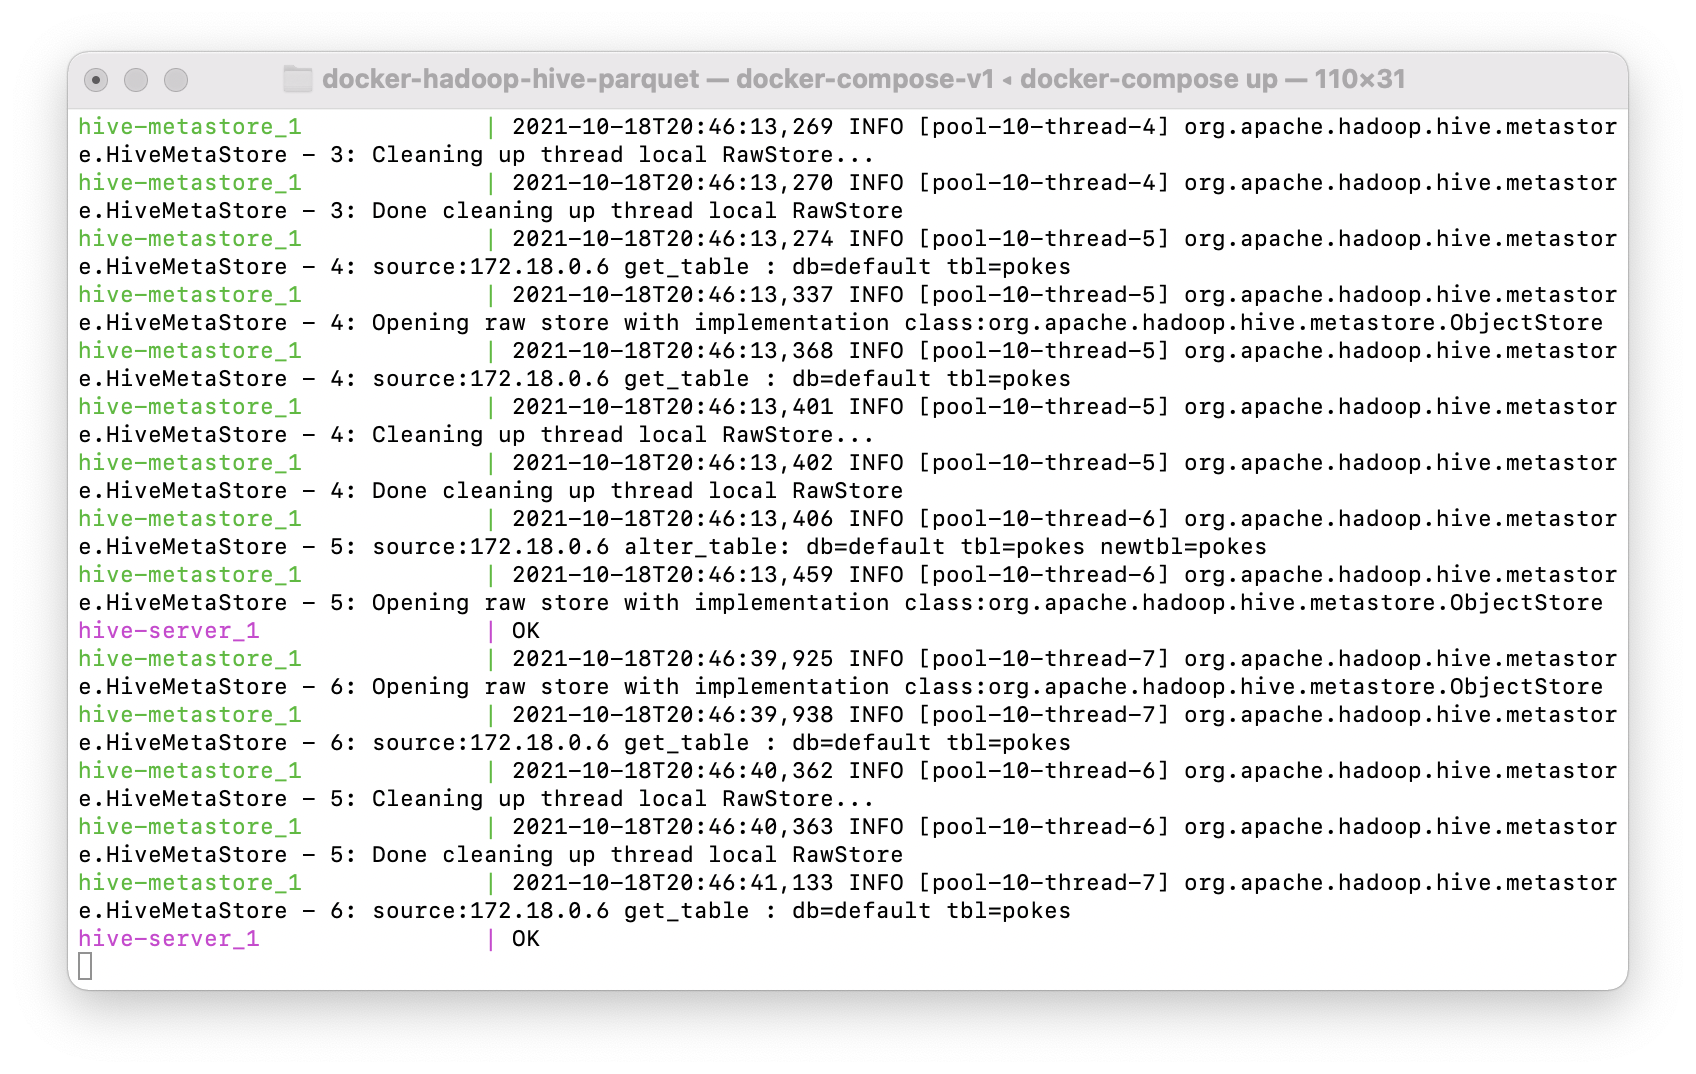 docker-hadoop-hive-parquet — docker-compose-v1 ◂ docker-compose up — 110×31
hive-metastore_1 | 2021-10-18T20:46:13,269 INFO [pool-10-thread-4] org.apache.hadoop.hive.metastor
e.HiveMetaStore - 3: Cleaning up thread local RawStore...
hive-metastore_1 | 2021-10-18T20:46:13,270 INFO [pool-10-thread-4] org.apache.hadoop.hive.metastor
e.HiveMetaStore - 3: Done cleaning up thread local RawStore
hive-metastore_1 | 2021-10-18T20:46:13,274 INFO [pool-10-thread-5] org.apache.hadoop.hive.metastor
e.HiveMetaStore - 4: source:172.18.0.6 get_table : db=default tbl=pokes
hive-metastore_1 | 2021-10-18T20:46:13,337 INFO [pool-10-thread-5] org.apache.hadoop.hive.metastor
e.HiveMetaStore - 4: Opening raw store with implementation class:org.apache.hadoop.hive.metastore.ObjectStore
hive-metastore_1 | 2021-10-18T20:46:13,368 INFO [pool-10-thread-5] org.apache.hadoop.hive.metastor
e.HiveMetaStore - 4: source:172.18.0.6 get_table : db=default tbl=pokes
hive-metastore_1 | 2021-10-18T20:46:13,401 INFO [pool-10-thread-5] org.apache.hadoop.hive.metastor
e.HiveMetaStore - 4: Cleaning up thread local RawStore...
hive-metastore_1 | 2021-10-18T20:46:13,402 INFO [pool-10-thread-5] org.apache.hadoop.hive.metastor
e.HiveMetaStore - 4: Done cleaning up thread local RawStore
hive-metastore_1 | 2021-10-18T20:46:13,406 INFO [pool-10-thread-6] org.apache.hadoop.hive.metastor
e.HiveMetaStore - 5: source:172.18.0.6 alter_table: db=default tbl=pokes newtbl=pokes
hive-metastore_1 | 2021-10-18T20:46:13,459 INFO [pool-10-thread-6] org.apache.hadoop.hive.metastor
e.HiveMetaStore - 5: Opening raw store with implementation class:org.apache.hadoop.hive.metastore.ObjectStore
hive-server_1 | OK
hive-metastore_1 | 2021-10-18T20:46:39,925 INFO [pool-10-thread-7] org.apache.hadoop.hive.metastor
e.HiveMetaStore - 6: Opening raw store with implementation class:org.apache.hadoop.hive.metastore.ObjectStore
hive-metastore_1 | 2021-10-18T20:46:39,938 INFO [pool-10-thread-7] org.apache.hadoop.hive.metastor
e.HiveMetaStore - 6: source:172.18.0.6 get_table : db=default tbl=pokes
hive-metastore_1 | 2021-10-18T20:46:40,362 INFO [pool-10-thread-6] org.apache.hadoop.hive.metastor
e.HiveMetaStore - 5: Cleaning up thread local RawStore...
hive-metastore_1 | 2021-10-18T20:46:40,363 INFO [pool-10-thread-6] org.apache.hadoop.hive.metastor
e.HiveMetaStore - 5: Done cleaning up thread local RawStore
hive-metastore_1 | 2021-10-18T20:46:41,133 INFO [pool-10-thread-7] org.apache.hadoop.hive.metastor
e.HiveMetaStore - 6: source:172.18.0.6 get_table : db=default tbl=pokes
hive-server_1 | OK